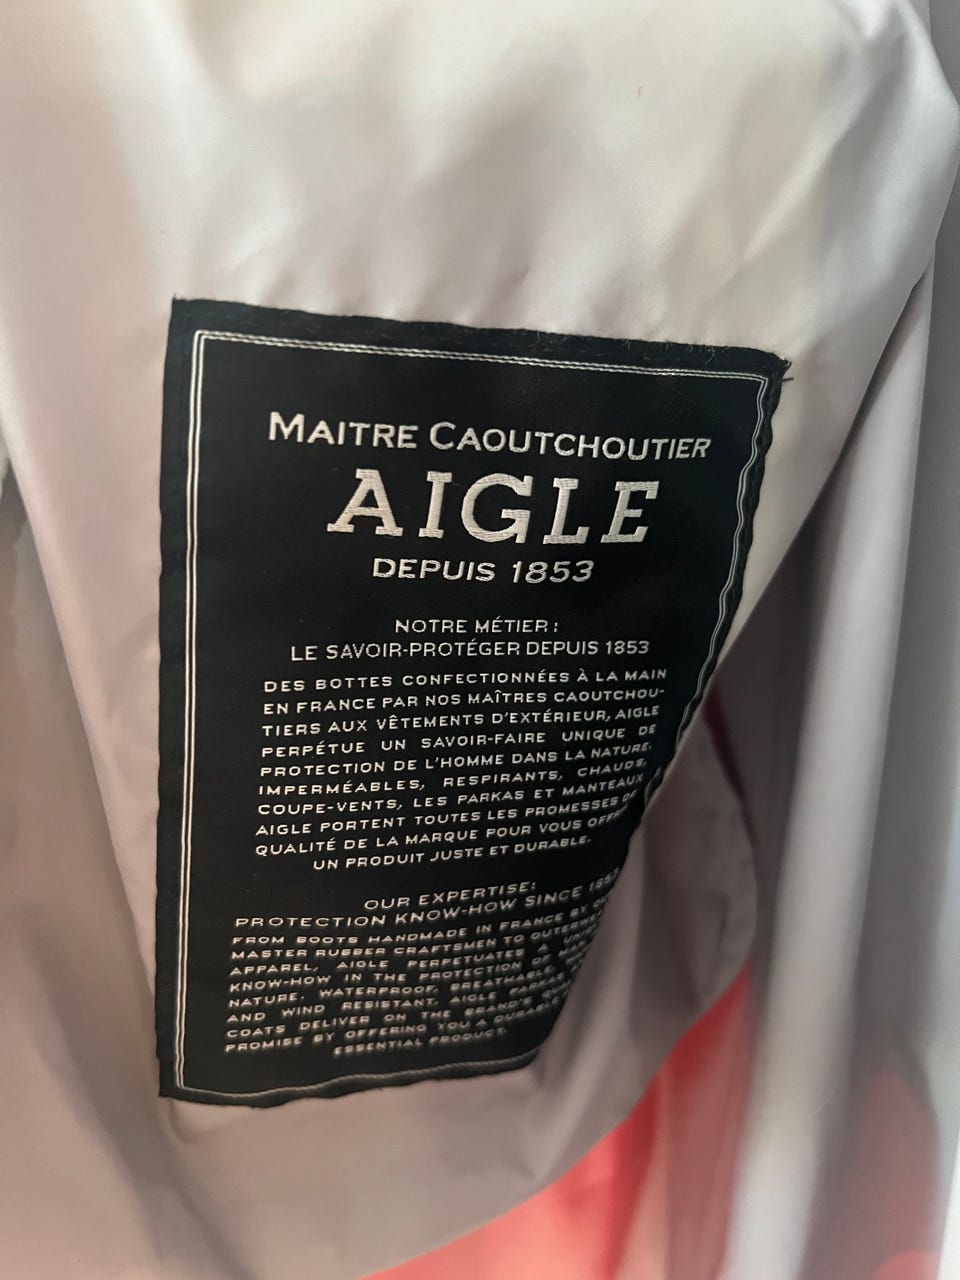 MAITRE CAOUTCHOUTIER
AIGLE
DEPUIS 1853
NOTRE MÉTIER :
LE SAVOIR-PROTÉGER DEPUIS 1853
DES BOTTES CONFECTIONNÉES À LA MAIN
EN FRANCE PAR NOS MAÎTRES CAOUTCHOU-
TIERS AUX VÊTEMENTS D'EXTÉRIEUR, AIGLE
PERPÉTUE UN SAVOIR-FAIRE UNIQUE DE
PROTECTION DE L'HOMME DANS LA NATURE.
IMPERMÉABLES, RESPIRANTS, CHAUDS,
COUPE-VENTS, LES PARKAS ET MANTEAUX
AIGLE PORTENT TOUTES LES PROMESSES DE
QUALITÉ DE LA MARQUE POUR VOUS
UN PRODUIT JUSTE ET DURABLE.
OUR EXPERTISE:
PROTECTION KNOW-HOW SINCE 1853
FROM BOOTS HANDMADE IN FRANCE BY
MASTER RUBBER CRAFTSMEN TO
APPAREL, AIGLE PERPETUATES A
KNOW-HOW IN THE PROTECTION OF
NATURE. WATERPROOF, BREATHABLE,
AND WIND RESISTANT, AIGLE
COATS DELIVER ON THE BRAND'S
PROMISE BY OFFERING YOU A
ESSENTIAL PRODUCT.